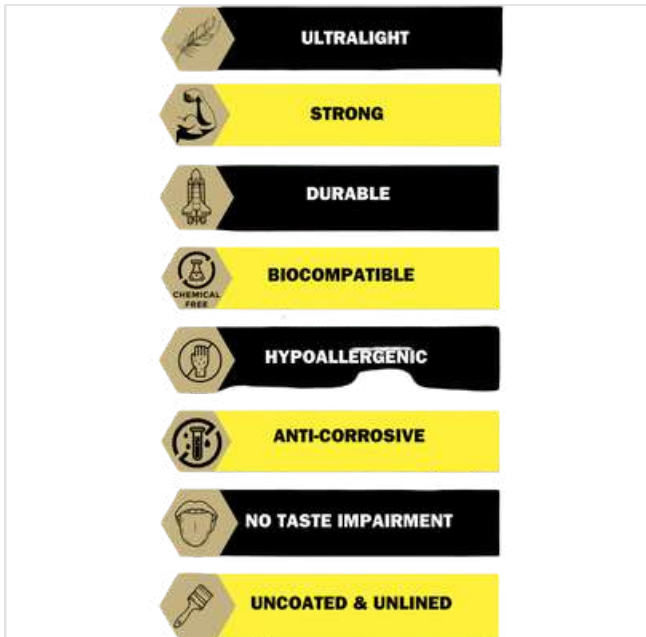 ULTRALIGHT
STRONG
DURABLE
BIOCOMPATIBLE
CHEMICAL
FREE
HYPOALLERGENIC
ANTI-CORROSIVE
NO TASTE IMPAIRMENT
UNCOATED & UNLINED